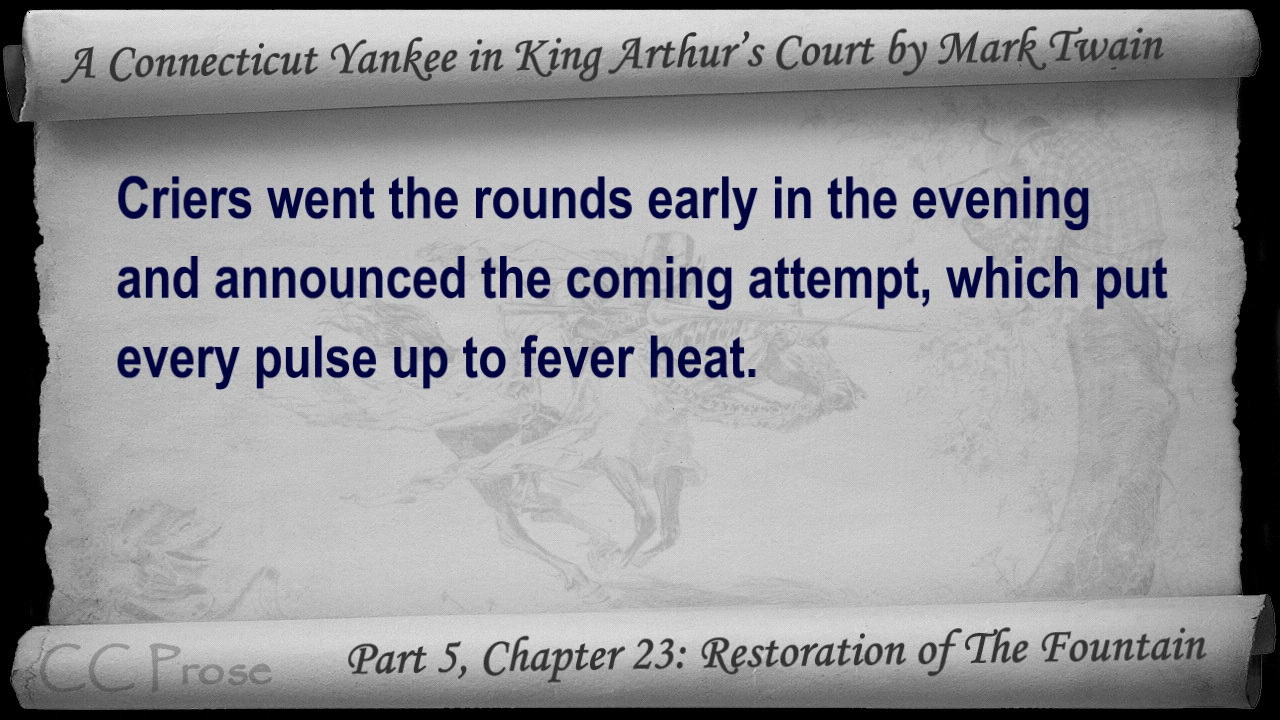 A Connecticut Yankee in King Arthur's Court by Mark Twain
Criers went the rounds early in the evening
and announced the coming attempt, which put
every pulse up to fever heat.
CC Prose
Part 5, Chapter 23: Restoration of The Fountain